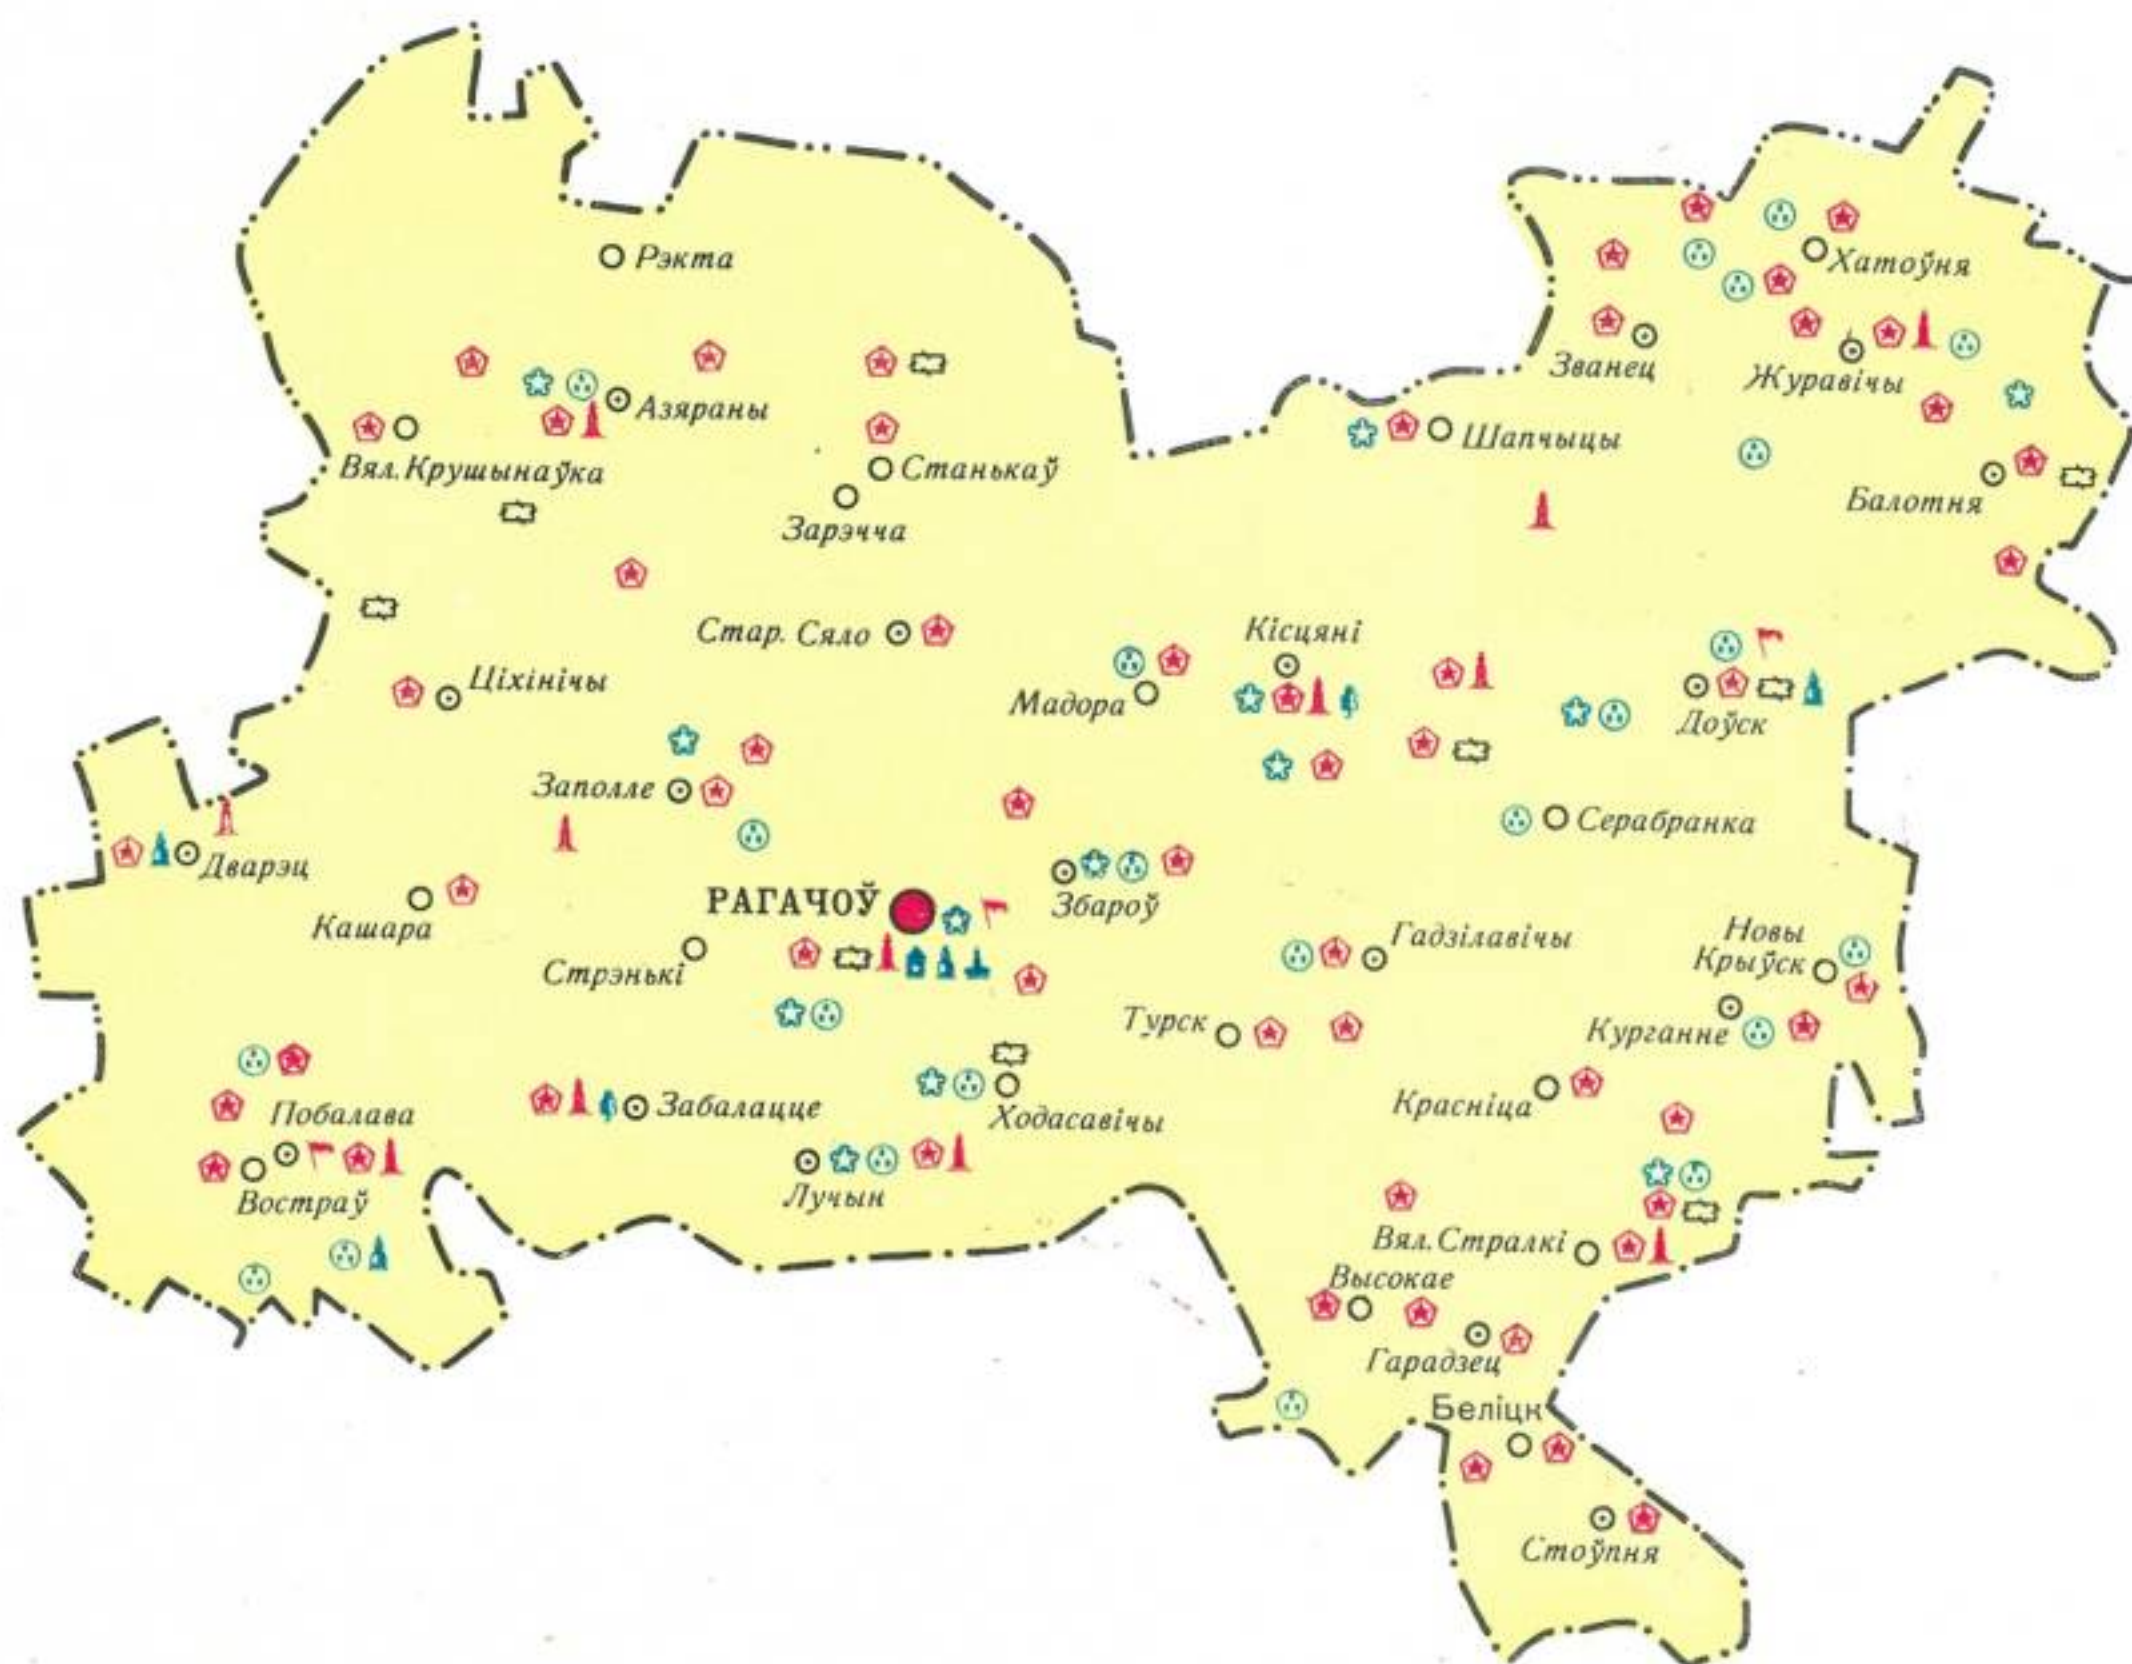 Рэкта
Хатоўня
Званец
Журавічы
Азяраны
Шапчыцы
Вял. Крушынаўка
Станькаў
Балотня
Зарэчча
Стар. Сяло
Кісцяні
Ціхінічы
Мадора
Доўск
Заполле
Серабранка
Дварэц
РАГАЧОЎ
Збароў
Кашара
Гадзілавічы
Новы
Крыўск
Стрэнькі
Турск
Курганне
Забалацце
Красніца
Побалава
Ходасавічы
Востраў
Лучын
Вял. Стралкі
Высокае
Гарадзец
Беліцк
Стоўпня